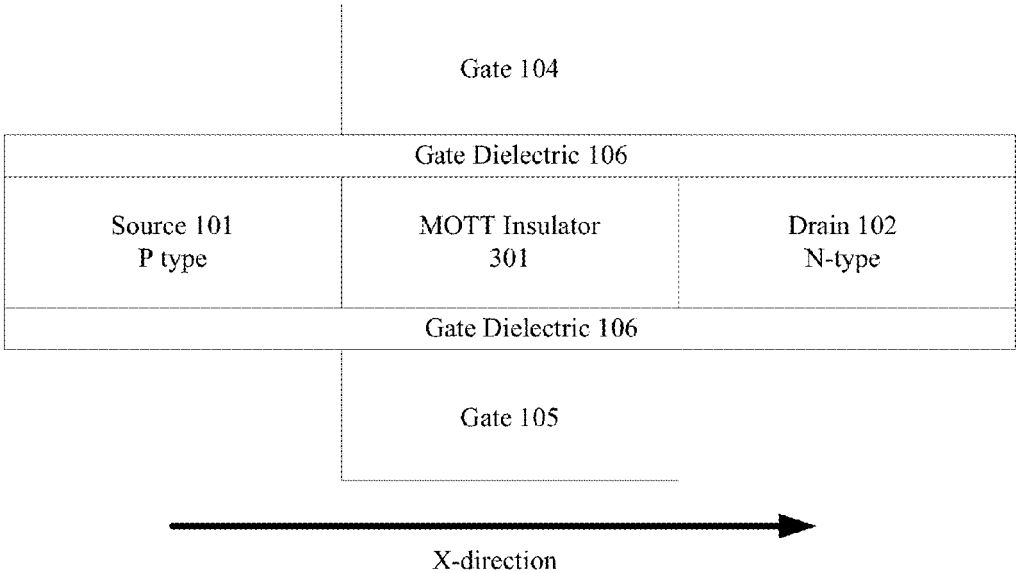 Gate 104
Gate Dielectric 106
Source 101
P type
MOTT Insulator
301
Drain 102
N-type
Gate Dielectric 106
Gate 105
X-direction